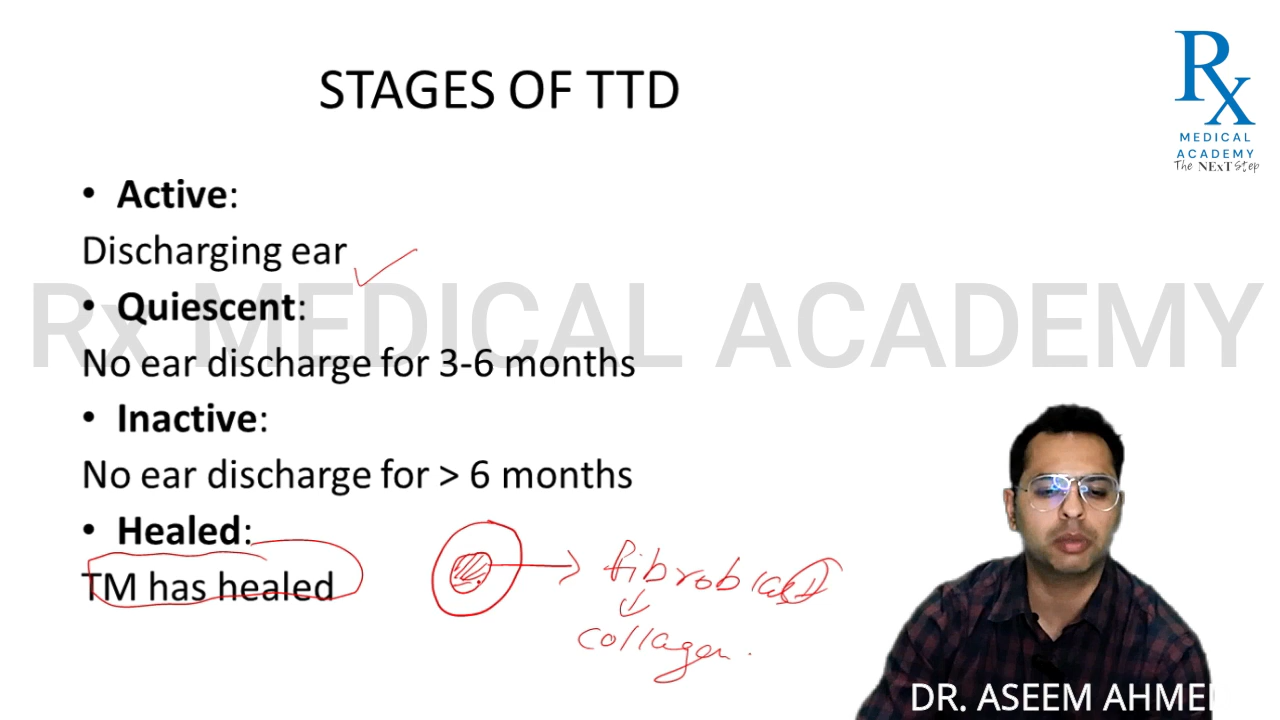 STAGES OF TTD
Rx
MEDICAL
ACADEMY
The NExT Step
• Active:
Discharging ear
• Quiescent:
Rx MEDICAL ACADEMY
No ear discharge for 3-6 months
• Inactive:
No ear discharge for > 6 months
• Healed:
TM has healed
fibroblast
collagen.
DR. ASEEM AHME